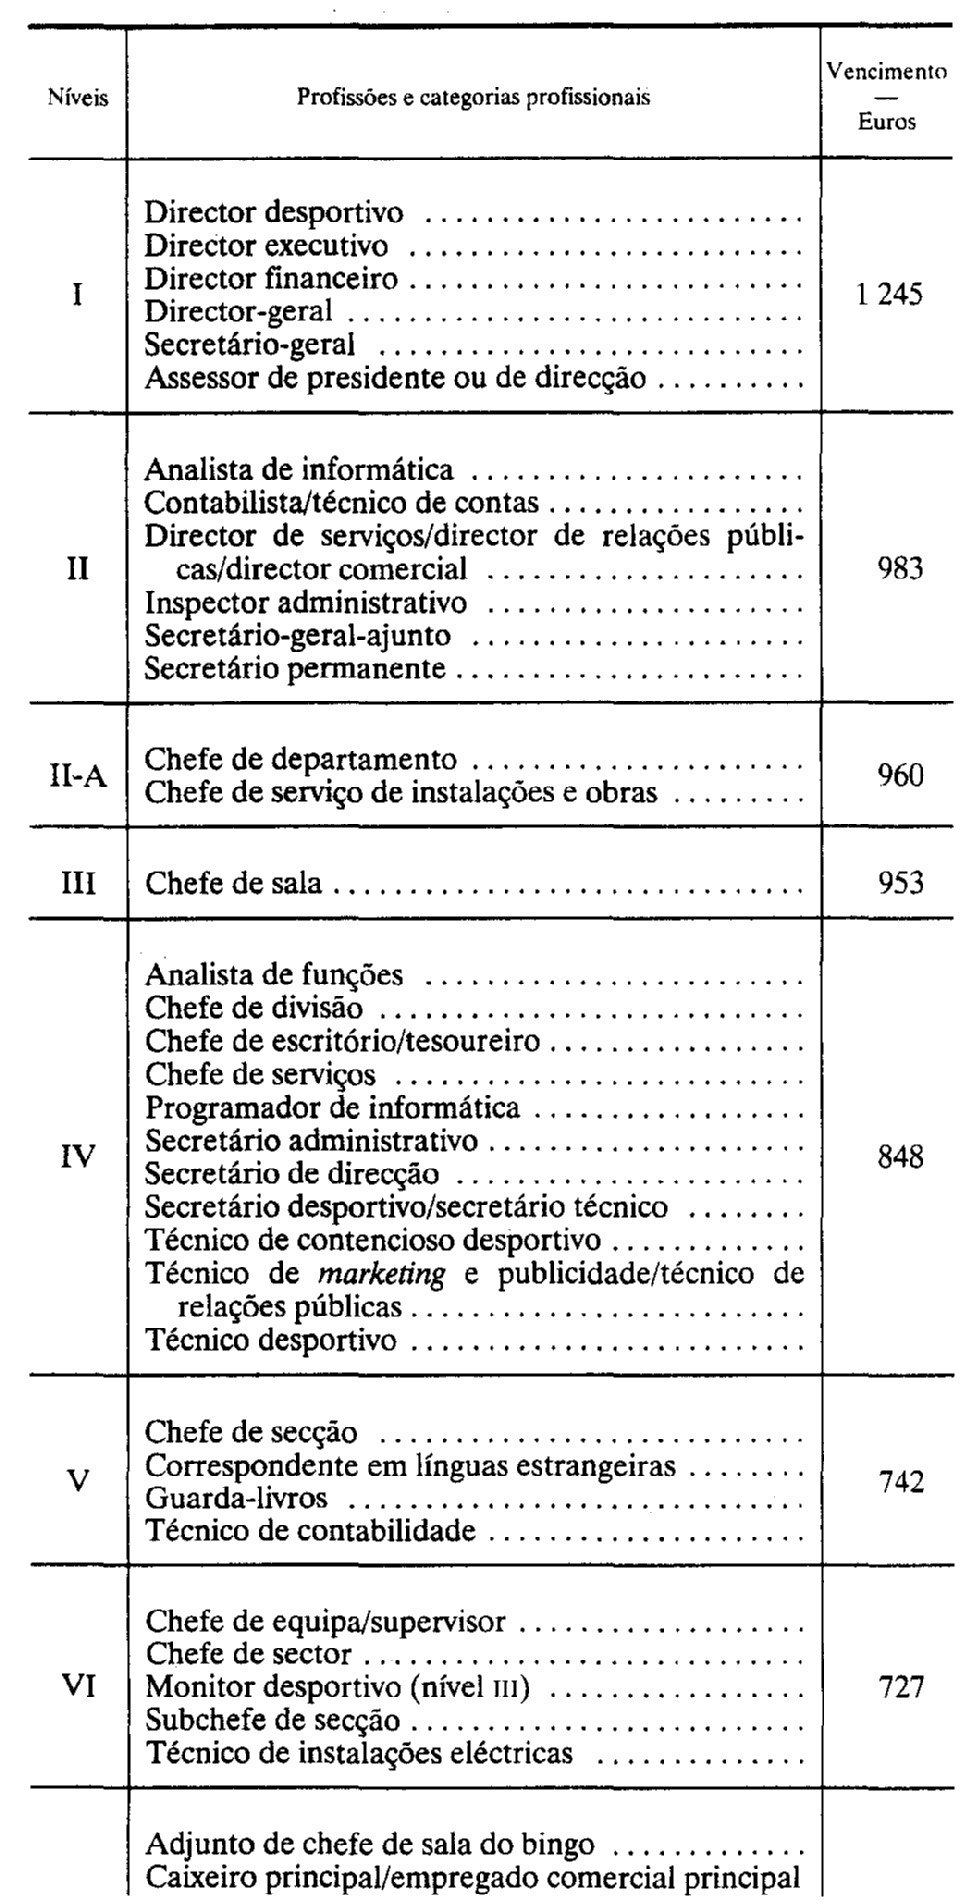 Níveis
Profissões e categorias profissionais
Vencimento
—
Euros
I
Director desportivo ........................
Director executivo ........................
Director financeiro ........................
Director-geral ............................
Secretário-geral ..........................
Assessor de presidente ou de direcção ..........
1 245
II
Analista de informática ....................
Contabilista/técnico de contas ...............
Director de serviços/director de relações públi-
cas/director comercial ....................
Inspector administrativo ....................
Secretário-geral-ajunto .....................
Secretário permanente ......................
983
II-A
Chefe de departamento .....................
Chefe de serviço de instalações e obras .........
960
III
Chefe de sala ..............................
953
IV
Analista de funções ........................
Chefe de divisão ...........................
Chefe de escritório/tesoureiro ................
Chefe de serviços ..........................
Programador de informática .................
Secretário administrativo ....................
Secretário de direcção ......................
Secretário desportivo/secretário técnico ........
Técnico de contencioso desportivo .............
Técnico de marketing e publicidade/técnico de
relações públicas .........................
Técnico desportivo .........................
848
V
Chefe de secção ...........................
Correspondente em línguas estrangeiras ........
Guarda-livros .............................
Técnico de contabilidade ....................
742
VI
Chefe de equipa/supervisor ..................
Chefe de sector ............................
Monitor desportivo (nível III) ................
Subchefe de secção .........................
Técnico de instalações eléctricas ..............
727
Adjunto de chefe de sala do bingo .............
Caixeiro principal/empregado comercial principal